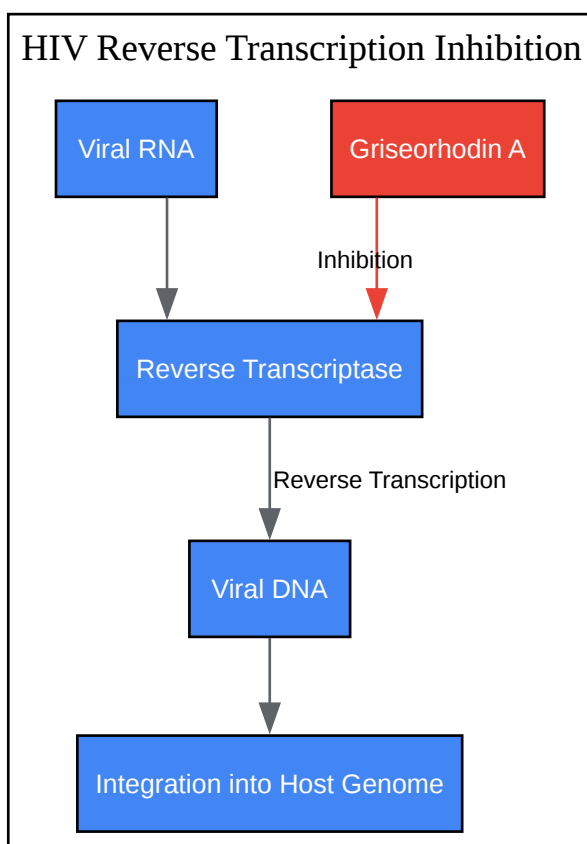 HIV Reverse Transcription Inhibition
Viral RNA
Griseorhodin A
Inhibition
Reverse Transcriptase
Reverse Transcription
Viral DNA
Integration into Host Genome